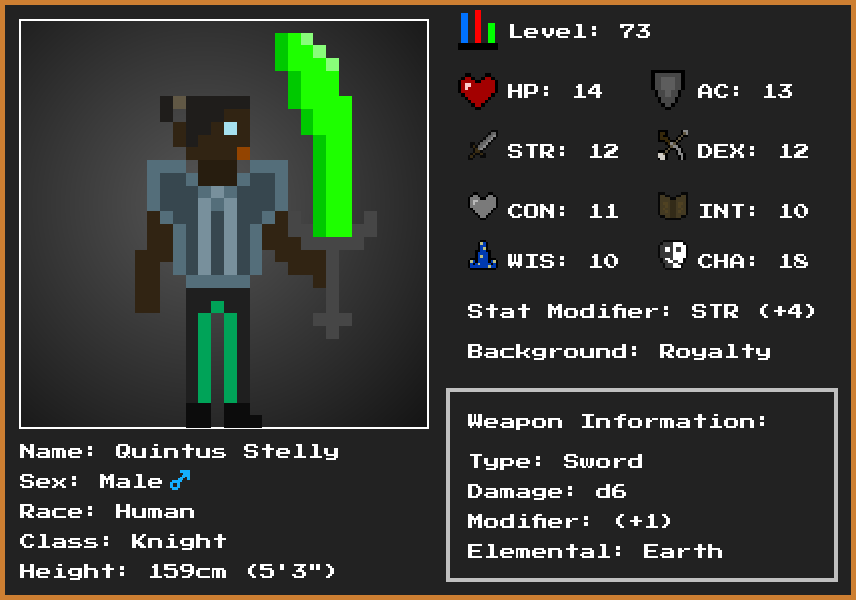 Level: 73
HP: 14
AC: 13
STR: 12
DEX: 12
CON: 11
INT: 10
WIS: 10
CHA: 18
Stat Modifier: STR (+4)
Background: Royalty
Weapon Information:
Type: Sword
Damage: d6
Modifier: (+1)
Elemental: Earth
Name: Quintus Stelly
Sex: Male♂
Race: Human
Class: Knight
Height: 159cm (5'3")